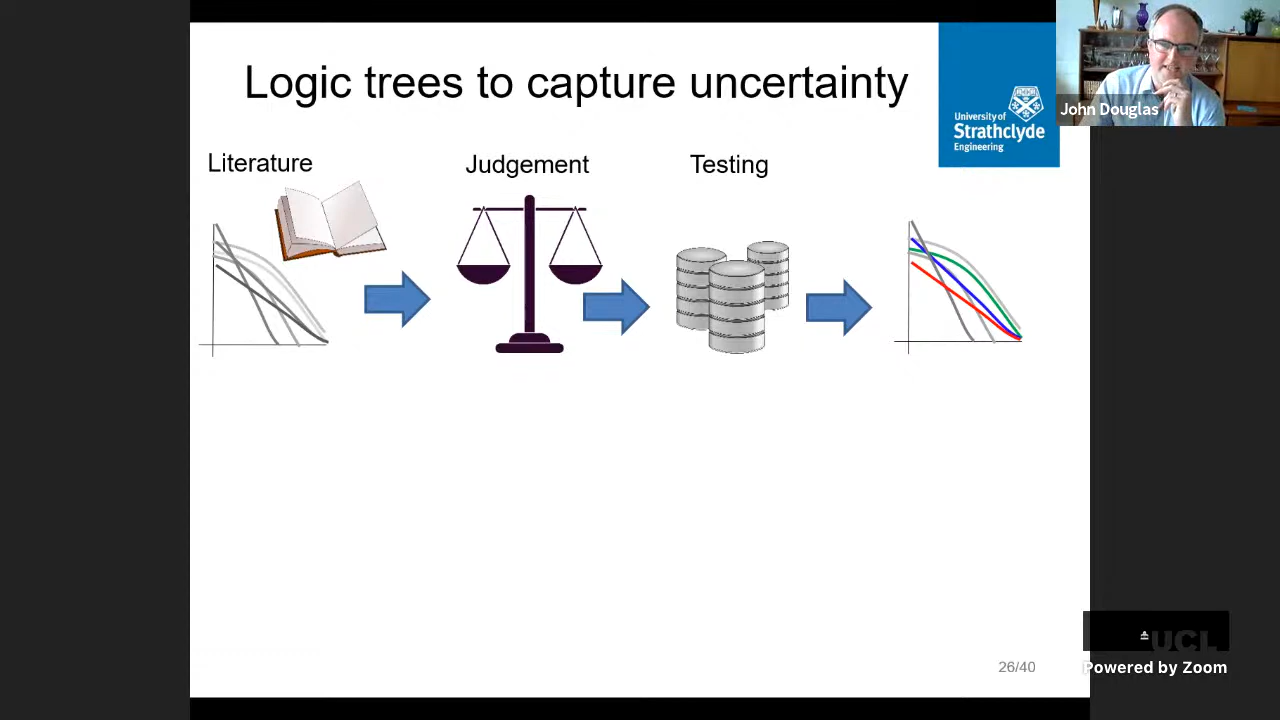 Logic trees to capture uncertainty
University of
Strathclyde
Engineering
John Douglas
Literature
Judgement
Testing
26/40
UCL
Powered by Zoom